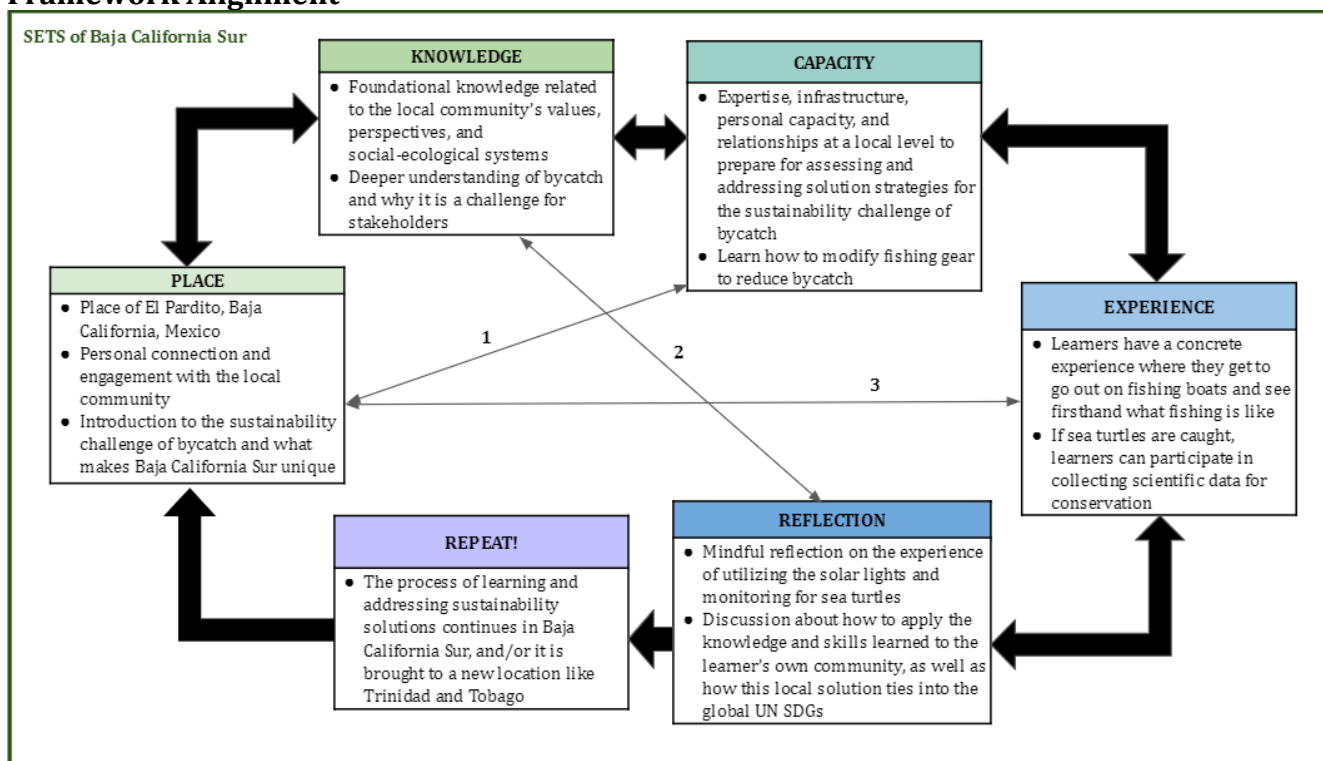 Framework Alignment
SETS of Baja California Sur
KNOWLEDGE
● Foundational knowledge related
to the local community's values,
perspectives, and
social-ecological systems
● Deeper understanding of bycatch
and why it is a challenge for
stakeholders
CAPACITY
● Expertise, infrastructure,
personal capacity, and
relationships at a local level to
prepare for assessing and
addressing solution strategies for
the sustainability challenge of
bycatch
● Learn how to modify fishing gear
to reduce bycatch
PLACE
● Place of El Pardito, Baja
California, Mexico
● Personal connection and
engagement with the local
community
● Introduction to the sustainability
challenge of bycatch and what
makes Baja California Sur unique
1
2
3
EXPERIENCE
● Learners have a concrete
experience where they get to
go out on fishing boats and see
firsthand what fishing is like
● If sea turtles are caught,
learners can participate in
collecting scientific data for
conservation
REFLECTION
● Mindful reflection on the experience
of utilizing the solar lights and
monitoring for sea turtles
● Discussion about how to apply the
knowledge and skills learned to the
learner's own community, as well as
how this local solution ties into the
global UN SDGs
REPEAT!
● The process of learning and
addressing sustainability
solutions continues in Baja
California Sur, and/or it is
brought to a new location like
Trinidad and Tobago